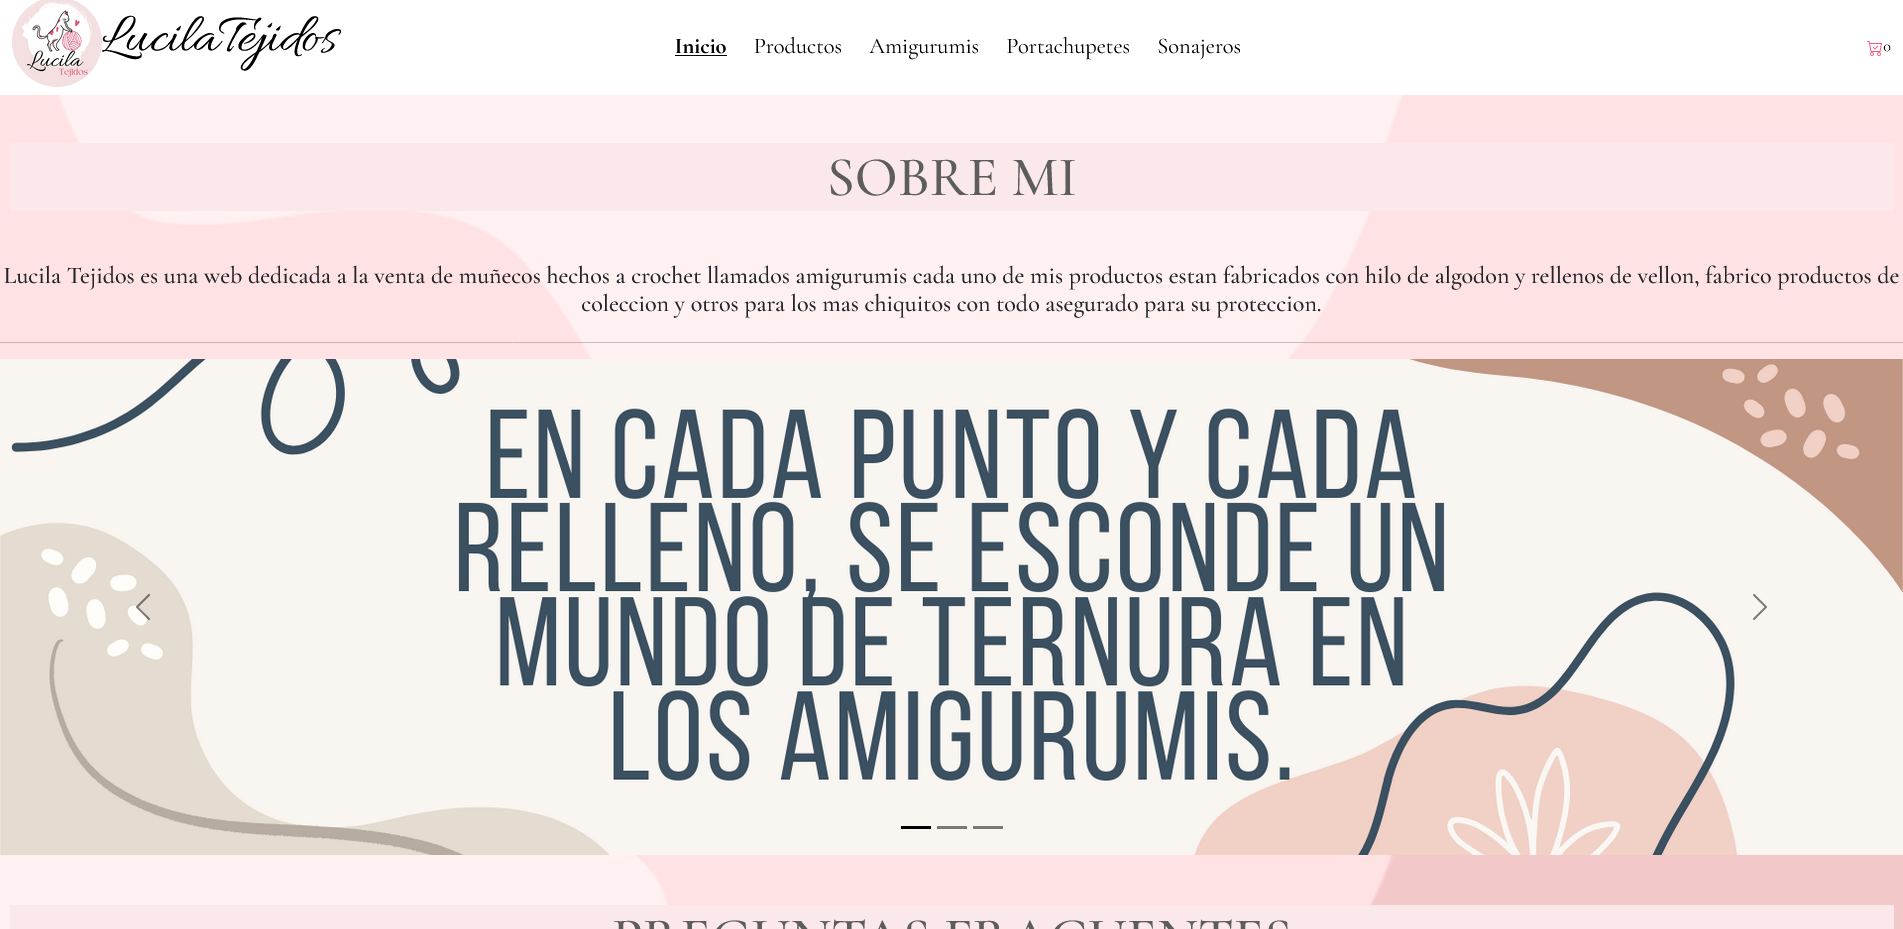 Lucila
Tejidos
LucilaTejidos
Inicio Productos Amigurumis Portachupetes Sonajeros
0
SOBRE MI
Lucila Tejidos es una web dedicada a la venta de muñecos hechos a crochet llamados amigurumis cada uno de mis productos estan fabricados con hilo de algodon y rellenos de vellon, fabrico productos de
coleccion y otros para los mas chiquitos con todo asegurado para su proteccion.
EN CADA PUNTO Y CADA
RELLENO, SE ESCONDE UN
MUNDO DE TERNURA EN
LOS AMIGURUMIS.
PREGUNTAS FRACUENTES